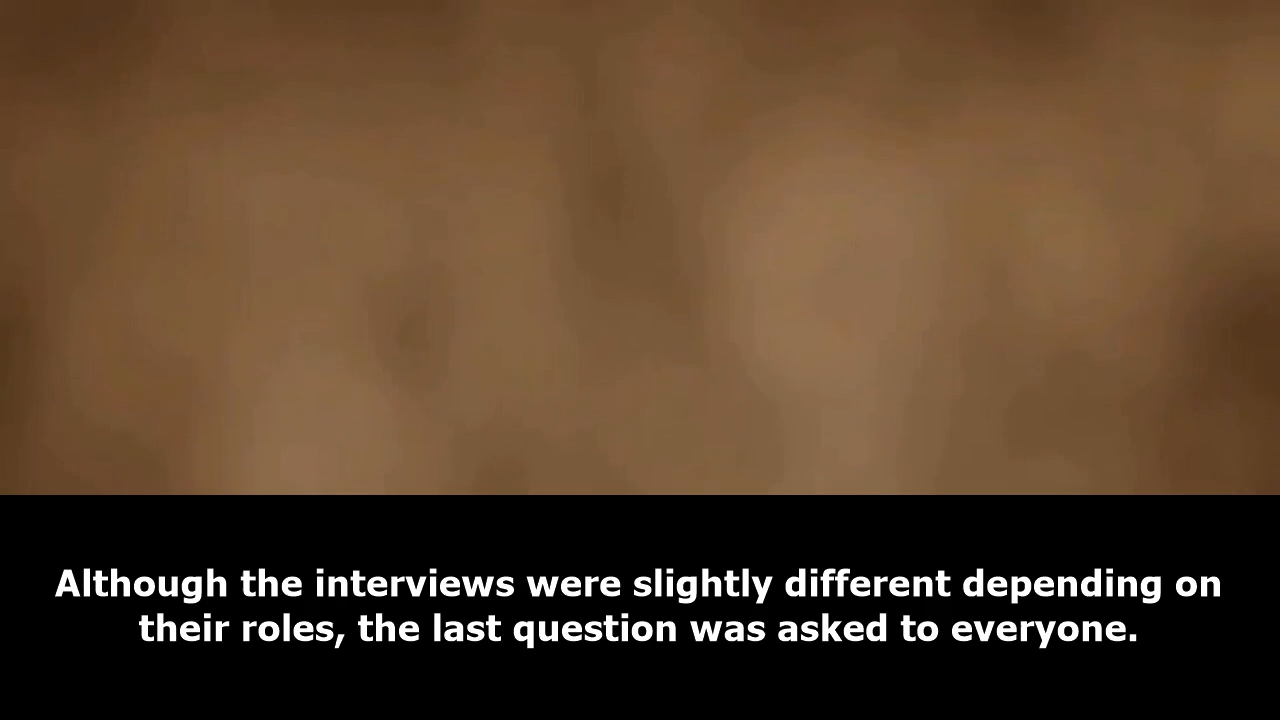 Although the interviews were slightly different depending on
their roles, the last question was asked to everyone.